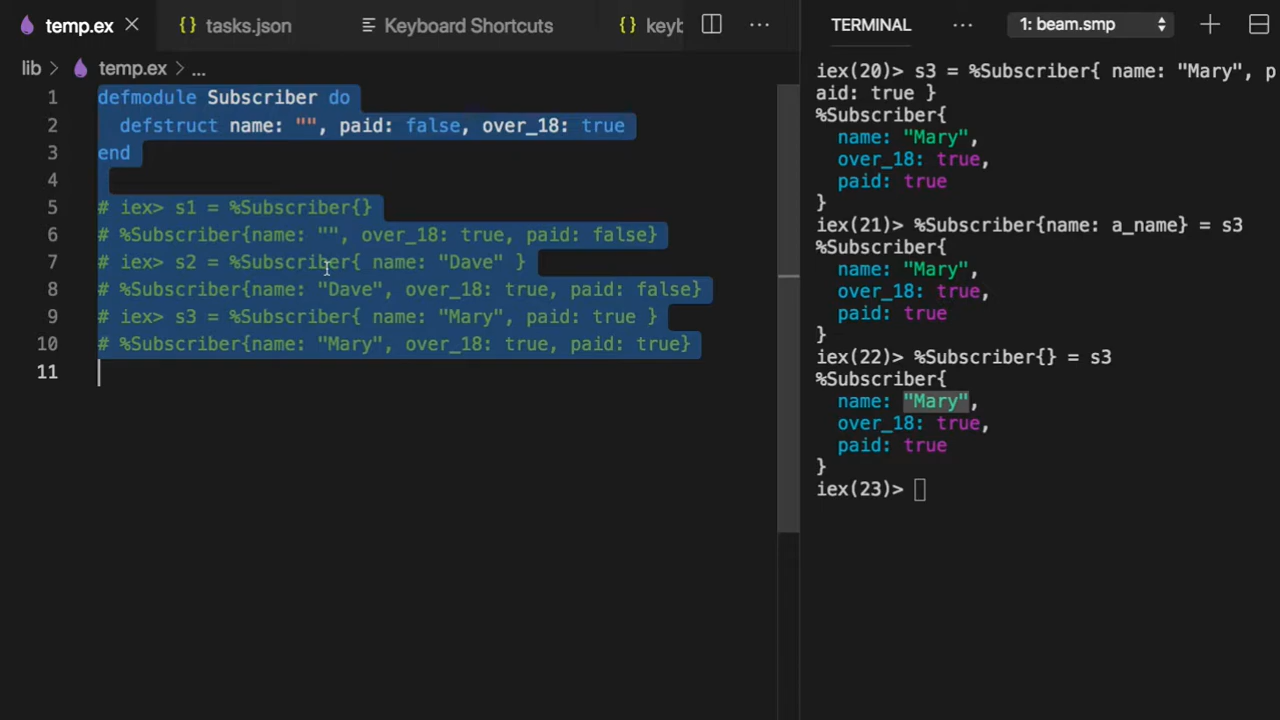 temp.ex
tasks.json
Keyboard Shortcuts
{} keyb
TERMINAL
1: beam.smp
lib > temp.ex > ...
1 defmodule Subscriber do
2 defstruct name: "", paid: false, over_18: true
3 end
4
5 # iex> s1 = %Subscriber{}
6 # %Subscriber{name: "", over_18: true, paid: false}
7 # iex> s2 = %Subscriber{ name: "Dave" }
8 # %Subscriber{name: "Dave", over_18: true, paid: false}
9 # iex> s3 = %Subscriber{ name: "Mary", paid: true }
10 # %Subscriber{name: "Mary", over_18: true, paid: true}
11
iex(20)> s3 = %Subscriber{ name: "Mary", p
aid: true }
%Subscriber{
name: "Mary",
over_18: true,
paid: true
}
iex(21)> %Subscriber{name: a_name} = s3
%Subscriber{
name: "Mary",
over_18: true,
paid: true
}
iex(22)> %Subscriber{} = s3
%Subscriber{
name: "Mary",
over_18: true,
paid: true
}
iex(23)>